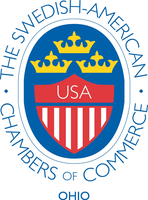 · THE SWEDISH-AMERICAN ·
CHAMBERS OF COMMERCE
USA
OHIO